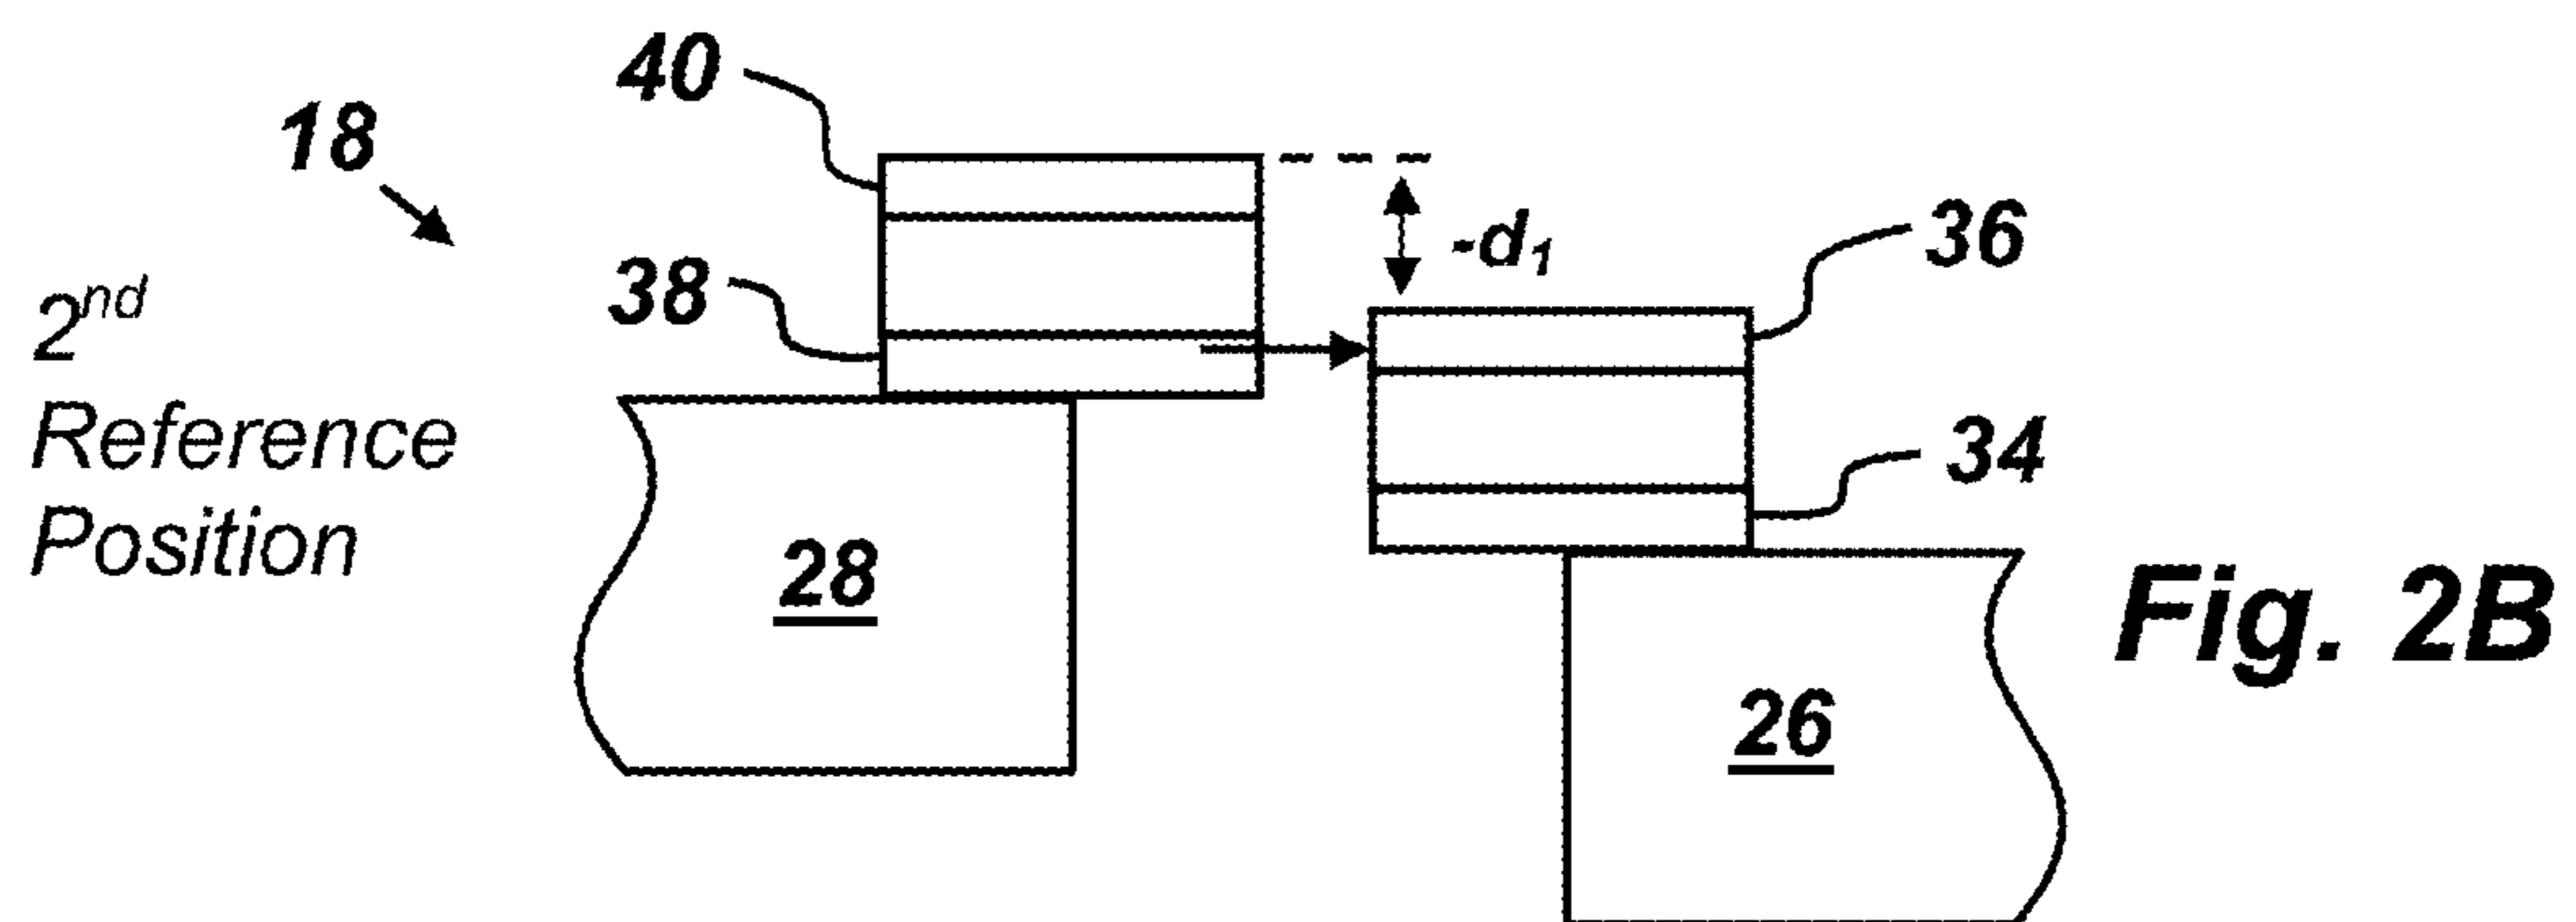 40
18
36
-d₁
38
2nd
Reference
Position
34
28
26
Fig. 2B